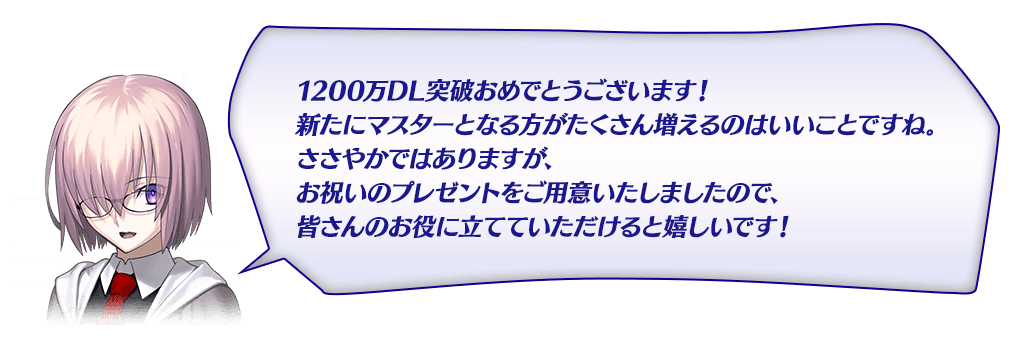 1200万DL突破おめでとうございます！
新たにマスターとなる方がたくさん増えるのはいいことですね。
ささやかではありますが、
お祝いのプレゼントをご用意いたしましたので、
皆さんのお役に立てていただけると嬉しいです！